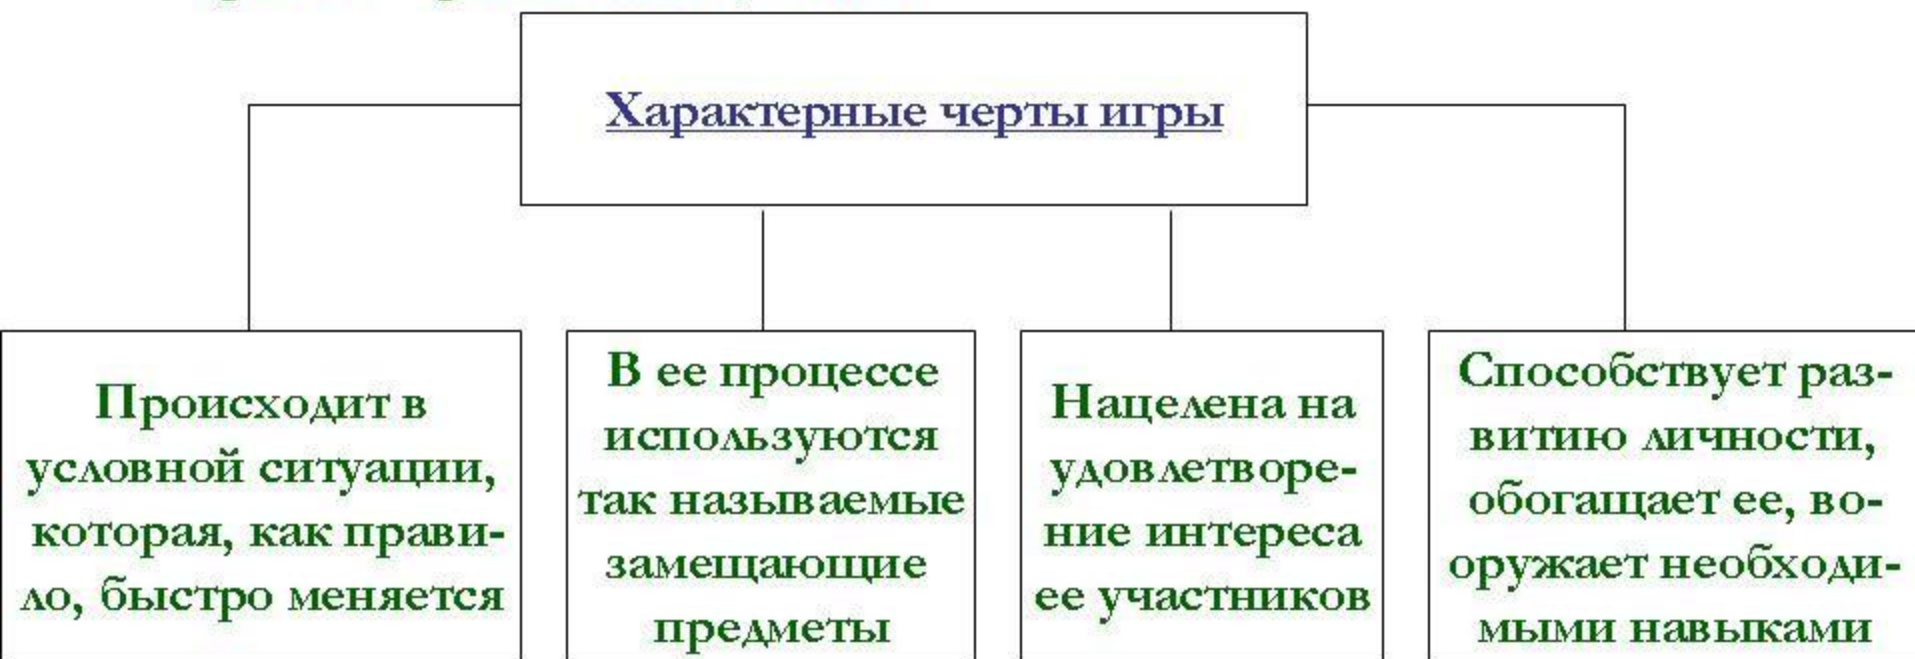 Характерные черты игры
Происходит в
условной ситуации,
которая, как прави-
ло, быстро меняется
В ее процессе
используются
так называемые
замещающие
предметы
Нацелена на
удовлетворе-
ние интереса
ее участников
Способствует раз-
витию личности,
обогащает ее, во-
оружает необходи-
мыми навыками